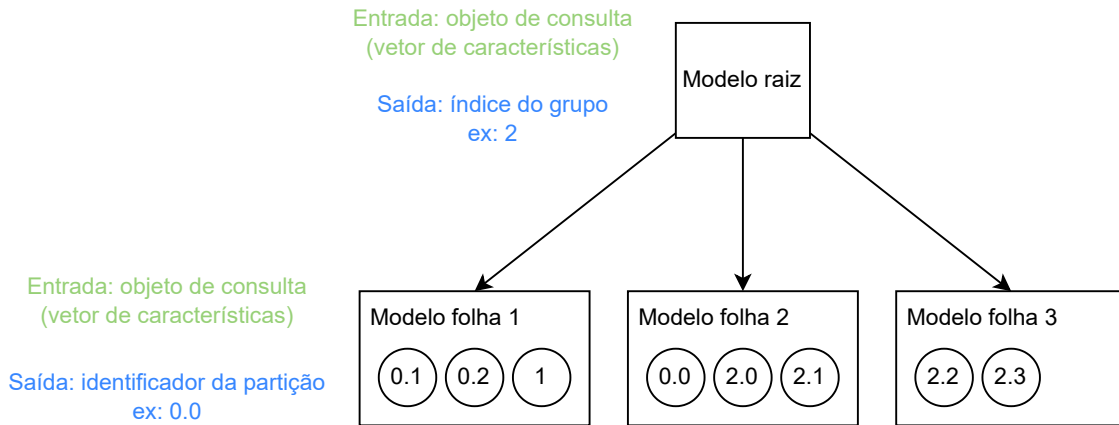 Entrada: objeto de consulta
(vetor de características)
Saída: índice do grupo
ex: 2
Modelo raiz
Entrada: objeto de consulta
(vetor de características)
Saída: identificador da partição
ex: 0.0
Modelo folha 1
0.1 0.2 1
Modelo folha 2
0.0 2.0 2.1
Modelo folha 3
2.2 2.3